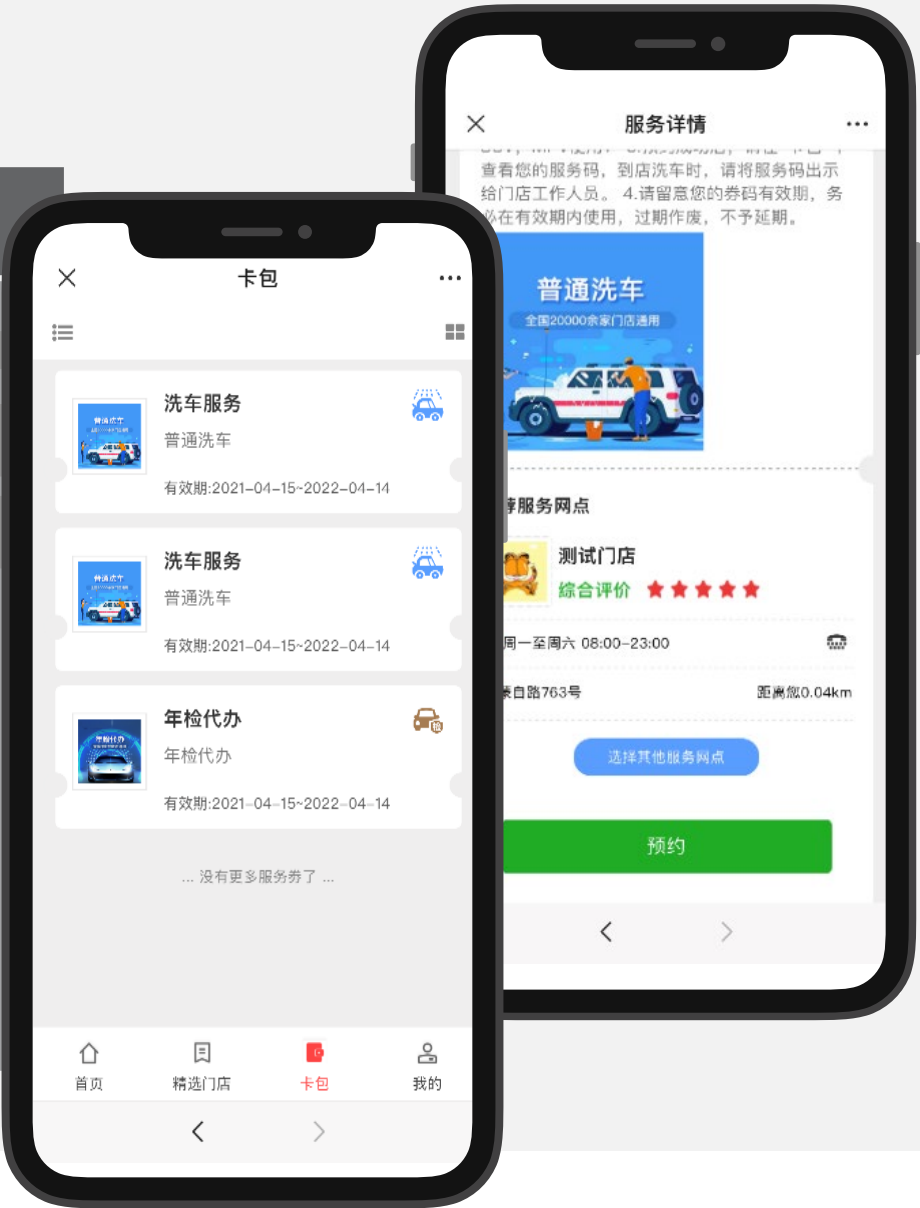 卡包
洗车服务
普通洗车
有效期:2021-04-15~2022-04-14
洗车服务
普通洗车
有效期:2021-04-15~2022-04-14
年检代办
年检代办
有效期:2021-04-15~2022-04-14
... 没有更多服务券了 ...
首页
精选门店
卡包
我的
服务详情
查看您的服务码，到店洗车时，请将服务码出示
给门店工作人员。 4.请留意您的券码有效期，务
必在有效期内使用，过期作废，不予延期。
普通洗车
全国20000余家门店通用
荐服务网点
测试门店
综合评价
周一至周六 08:00-23:00
自路763号
距离您0.04km
选择其他服务网点
预约